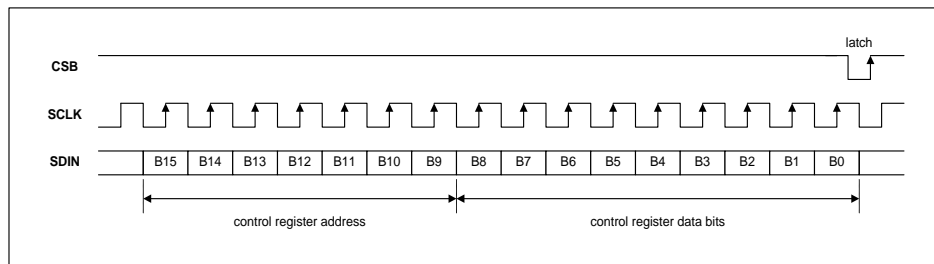 latch
CSB
SCLK
SDIN B15 B14 B13 B12 B11 B10 B9 B8 B7 B6 B5 B4 B3 B2 B1 B0
control register address control register data bits